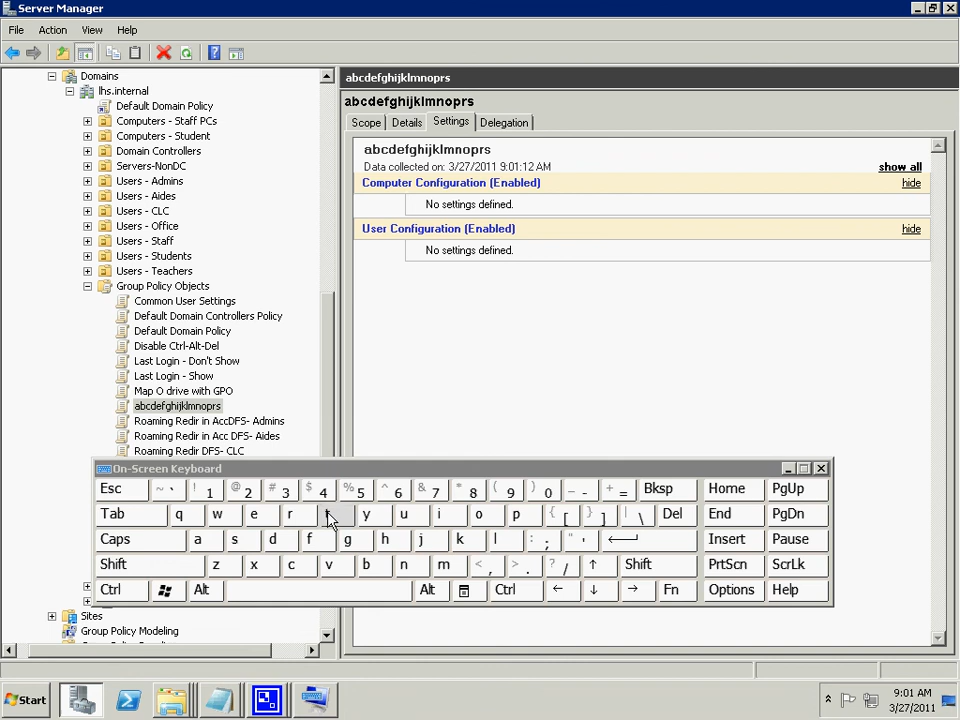 Server Manager
File Action View Help
Domains
lhs.internal
Default Domain Policy
Computers - Staff PCs
Computers - Student
Domain Controllers
Servers-NonDC
Users - Admins
Users - Aides
Users - CLC
Users - Office
Users - Staff
Users - Students
Users - Teachers
Group Policy Objects
Common User Settings
Default Domain Controllers Policy
Default Domain Policy
Disable Ctrl-Alt-Del
Last Login - Don't Show
Last Login - Show
Map O drive with GPO
abcdefghijklmnoprs
Roaming Redir in AccDFS- Admins
Roaming Redir in Acc DFS- Aides
Roaming Redir DFS- CLC
Sites
Group Policy Modeling
abcdefghijklmnoprs
abcdefghijklmnoprs
Scope Details Settings Delegation
abcdefghijklmnoprs
Data collected on: 3/27/2011 9:01:12 AM show all
Computer Configuration (Enabled) hide
No settings defined.
User Configuration (Enabled) hide
No settings defined.
On-Screen Keyboard
Esc ~ ` ! 1 @ 2 # 3 $ 4 % 5 ^ 6 & 7 * 8 ( 9 ) 0 _ - + = Bksp Home PgUp
Tab q w e r t y u i o p { [ } ] | \ Del End PgDn
Caps a s d f g h j k l : ; " ' Insert Pause
Shift z x c v b n m < , > . ? / ↑ Shift PrtScn ScrLk
Ctrl Alt Alt Ctrl ← ↓ → Fn Options Help
Start
9:01 AM
3/27/2011